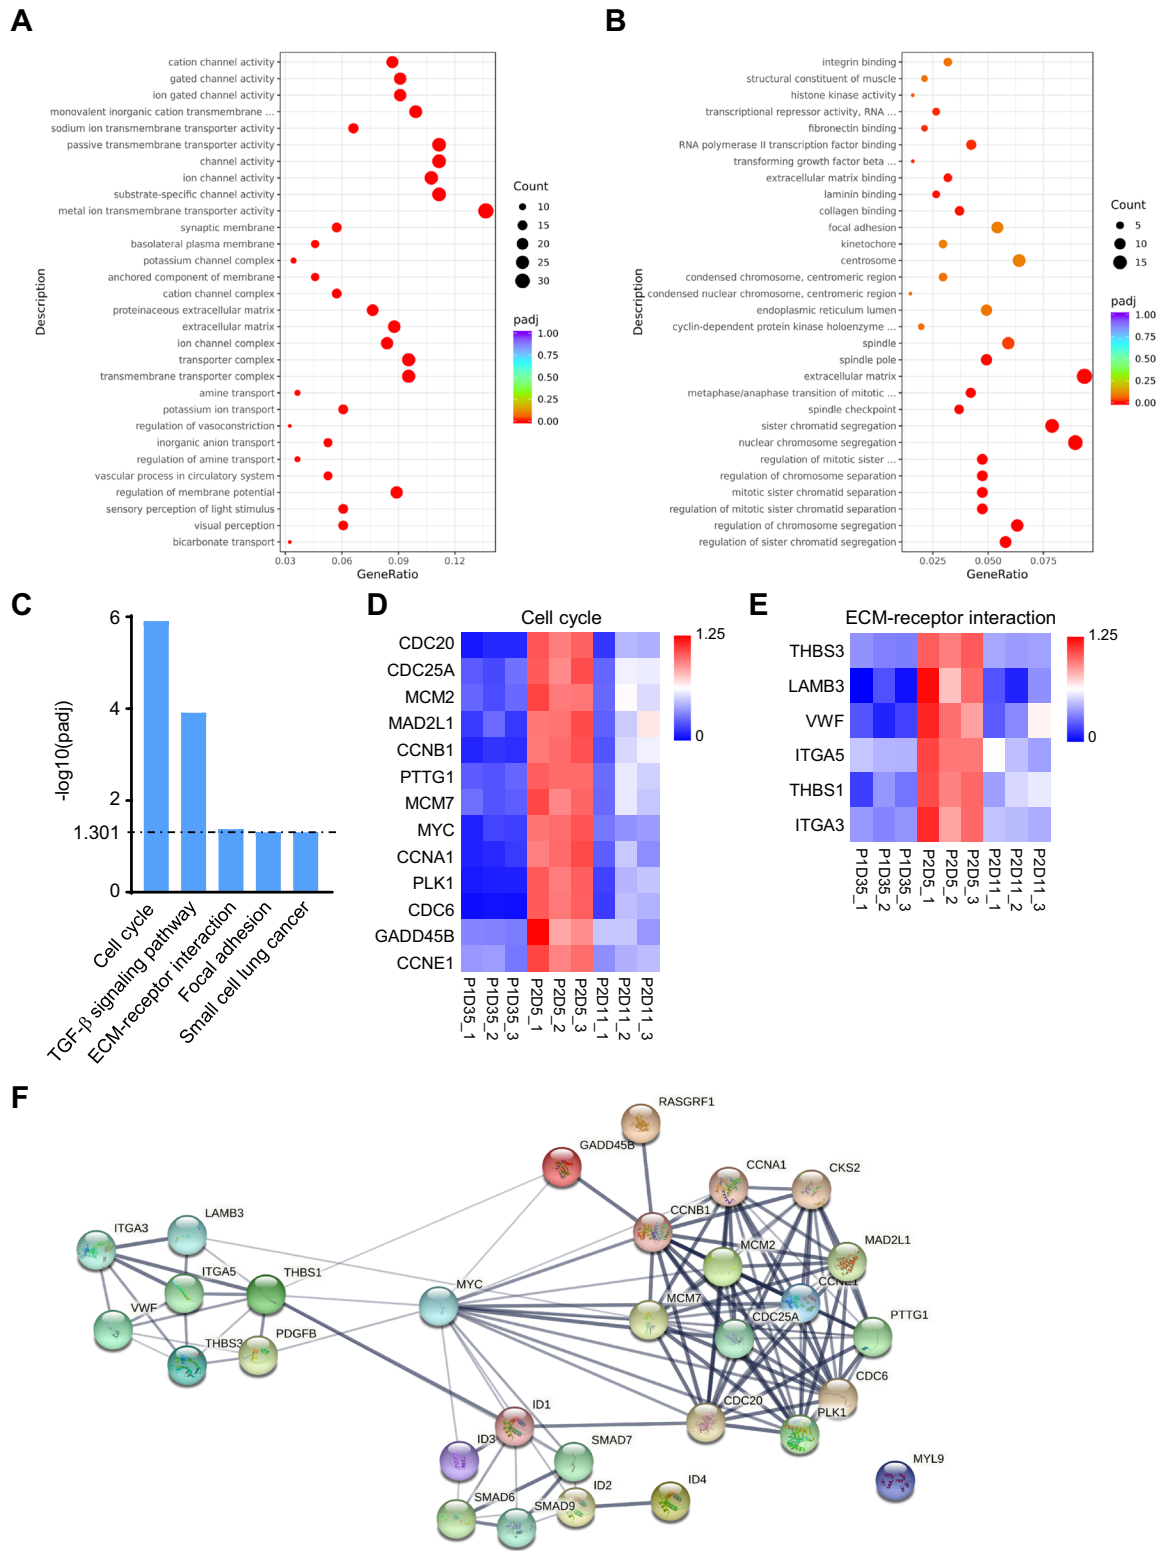 A
cation channel activity
gated channel activity
ion gated channel activity
monovalent inorganic cation transmembrane ...
sodium ion transmembrane transporter activity
passive transmembrane transporter activity
channel activity
ion channel activity
substrate-specific channel activity
metal ion transmembrane transporter activity
synaptic membrane
basolateral plasma membrane
potassium channel complex
anchored component of membrane
cation channel complex
proteinaceous extracellular matrix
extracellular matrix
ion channel complex
transporter complex
transmembrane transporter complex
amine transport
potassium ion transport
regulation of vasoconstriction
inorganic anion transport
regulation of amine transport
vascular process in circulatory system
regulation of membrane potential
sensory perception of light stimulus
visual perception
bicarbonate transport
Description
0.03 0.06 0.09 0.12
GeneRatio
Count
10
15
20
25
30
padj
1.00
0.75
0.50
0.25
0.00
B
integrin binding
structural constituent of muscle
histone kinase activity
transcriptional repressor activity, RNA ...
fibronectin binding
RNA polymerase II transcription factor binding
transforming growth factor beta ...
extracellular matrix binding
laminin binding
collagen binding
focal adhesion
kinetochore
centrosome
condensed chromosome, centromeric region
condensed nuclear chromosome, centromeric region
endoplasmic reticulum lumen
cyclin-dependent protein kinase holoenzyme ...
spindle
spindle pole
extracellular matrix
metaphase/anaphase transition of mitotic ...
spindle checkpoint
sister chromatid segregation
nuclear chromosome segregation
regulation of mitotic sister ...
regulation of chromosome separation
mitotic sister chromatid separation
regulation of mitotic sister chromatid separation
regulation of chromosome segregation
regulation of sister chromatid segregation
Description
0.025 0.050 0.075
GeneRatio
Count
5
10
15
padj
1.00
0.75
0.50
0.25
0.00
C
-log10(padj)
6
4
2
1.301
0
Cell cycle
TGF-β signaling pathway
ECM-receptor interaction
Focal adhesion
Small cell lung cancer
D
Cell cycle
CDC20
CDC25A
MCM2
MAD2L1
CCNB1
PTTG1
MCM7
MYC
CCNA1
PLK1
CDC6
GADD45B
CCNE1
P1D35_1
P1D35_2
P1D35_3
P2D5_1
P2D5_2
P2D5_3
P2D11_1
P2D11_2
P2D11_3
1.25
0
E
ECM-receptor interaction
THBS3
LAMB3
VWF
ITGA5
THBS1
ITGA3
P1D35_1
P1D35_2
P1D35_3
P2D5_1
P2D5_2
P2D5_3
P2D11_1
P2D11_2
P2D11_3
1.25
0
F
RASGRF1
GADD45B
CCNA1
CKS2
LAMB3
ITGA3
CCNB1
MAD2L1
MCM2
ITGA5
THBS1
MYC
CCNE1
MCM7
VWF
CDC25A
PTTG1
THBS3
PDGFB
CDC6
CDC20
ID1
PLK1
ID3
SMAD7
MYL9
ID4
ID2
SMAD6
SMAD9